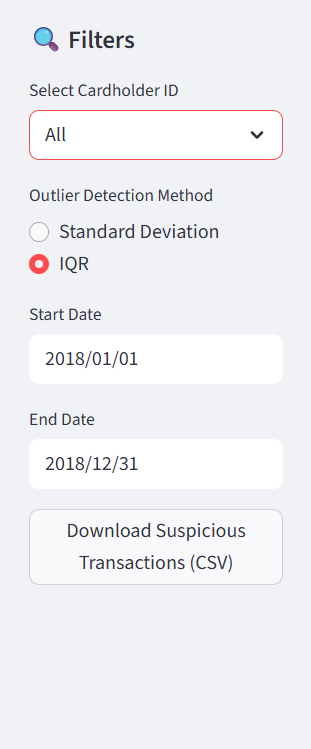 Filters
Select Cardholder ID
All
Outlier Detection Method
Standard Deviation
IQR
Start Date
2018/01/01
End Date
2018/12/31
Download Suspicious
Transactions (CSV)